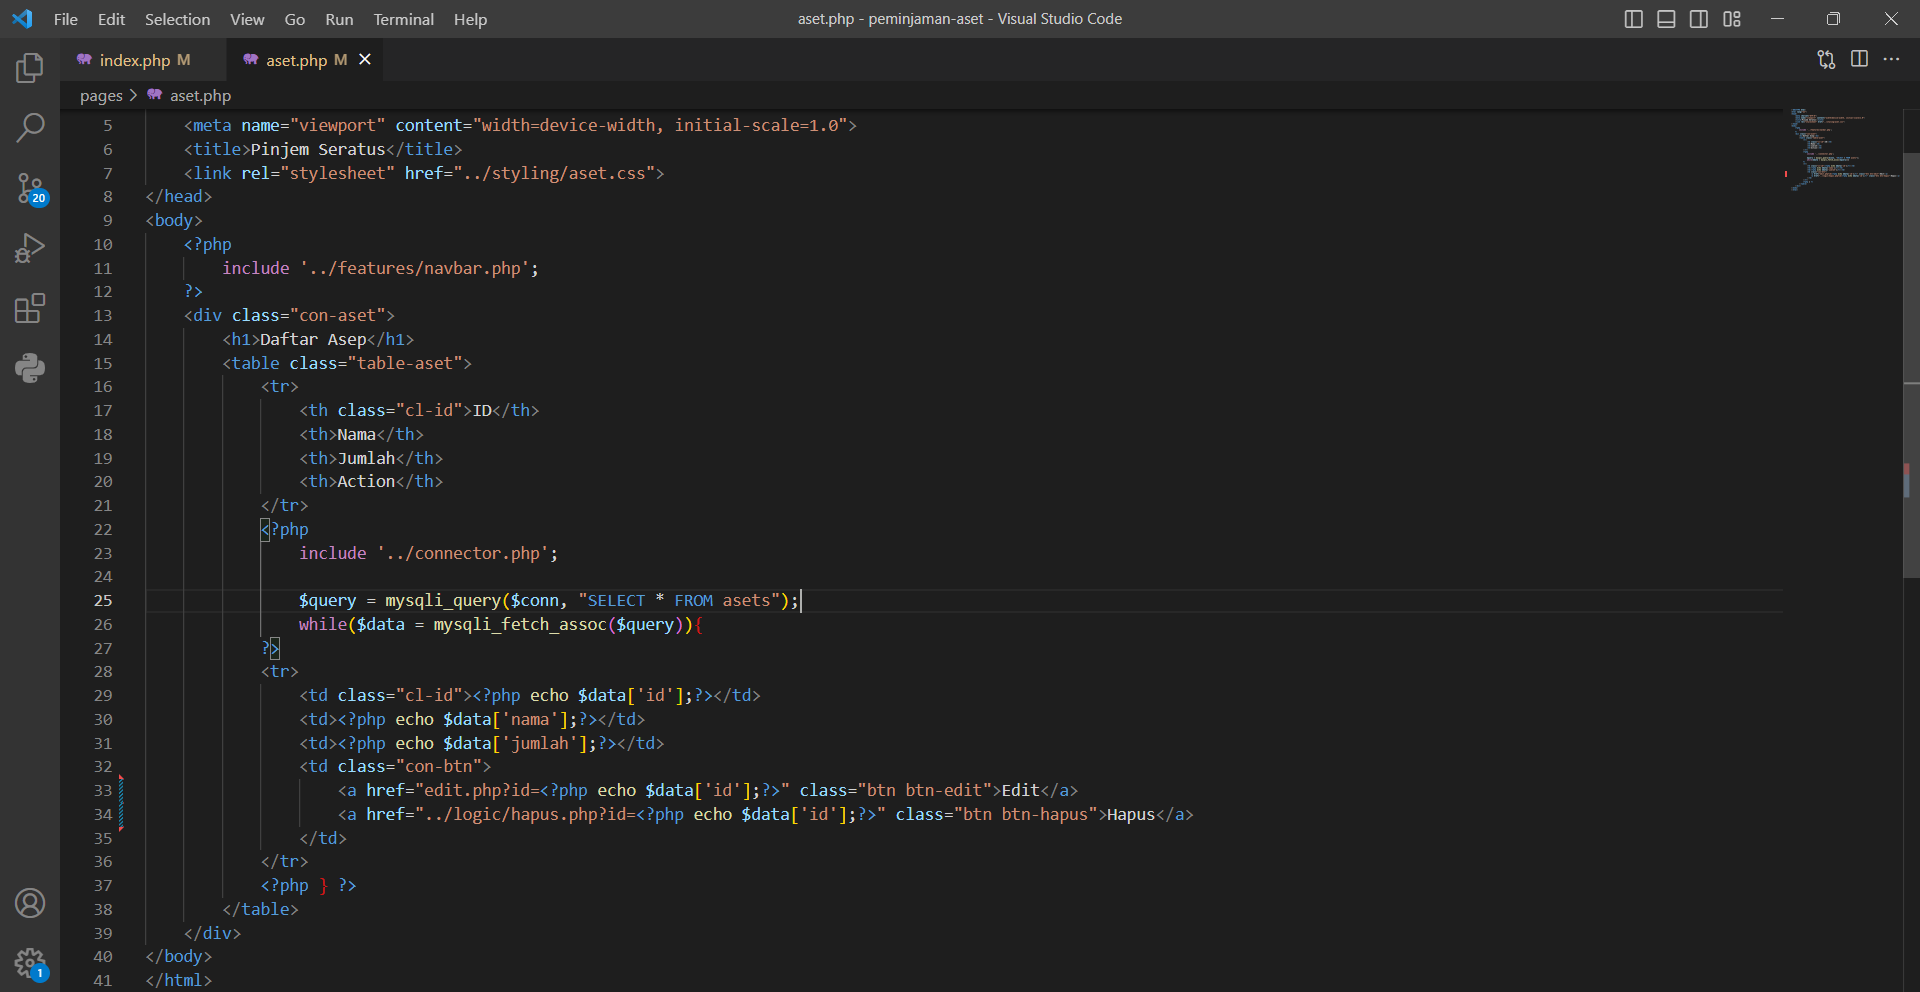 File Edit Selection View Go Run Terminal Help
aset.php - peminjaman-aset - Visual Studio Code
index.php M
aset.php M
pages > aset.php
5 <meta name="viewport" content="width=device-width, initial-scale=1.0">
6 <title>Pinjem Seratus</title>
7 <link rel="stylesheet" href="../styling/aset.css">
8 </head>
9 <body>
10 <?php
11 include '../features/navbar.php';
12 ?>
13 <div class="con-aset">
14 <h1>Daftar Asep</h1>
15 <table class="table-aset">
16 <tr>
17 <th class="cl-id">ID</th>
18 <th>Nama</th>
19 <th>Jumlah</th>
20 <th>Action</th>
21 </tr>
22 <?php
23 include '../connector.php';
24
25 $query = mysqli_query($conn, "SELECT * FROM asets");
26 while($data = mysqli_fetch_assoc($query)){
27 ?>
28 <tr>
29 <td class="cl-id"><?php echo $data['id'];?></td>
30 <td><?php echo $data['nama'];?></td>
31 <td><?php echo $data['jumlah'];?></td>
32 <td class="con-btn">
33 <a href="edit.php?id=<?php echo $data['id'];?>" class="btn btn-edit">Edit</a>
34 <a href="../logic/hapus.php?id=<?php echo $data['id'];?>" class="btn btn-hapus">Hapus</a>
35 </td>
36 </tr>
37 <?php } ?>
38 </table>
39 </div>
40 </body>
41 </html>
20
1